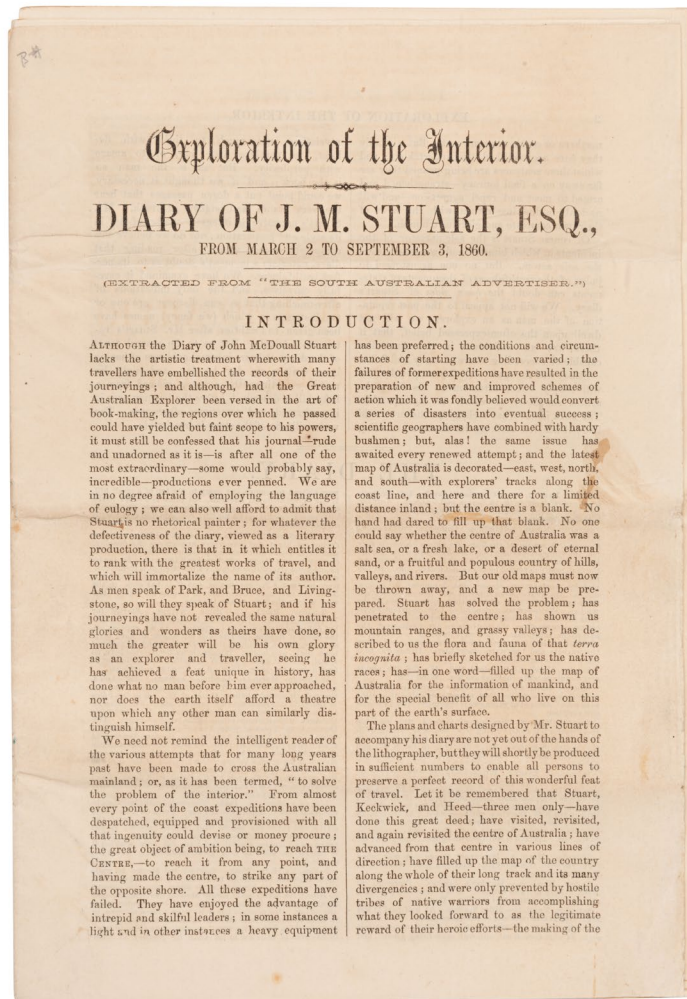 B#
Exploration of the Interior.
DIARY OF J. M. STUART, ESQ.,
FROM MARCH 2 TO SEPTEMBER 3, 1860.
(EXTRACTED FROM "THE SOUTH AUSTRALIAN ADVERTISER.")
INTRODUCTION.
ALTHOUGH the Diary of John McDouall Stuart
lacks the artistic treatment wherewith many
travellers have embellished the records of their
journeyings ; and although, had the Great
Australian Explorer been versed in the art of
book-making, the regions over which he passed
could have yielded but faint scope to his powers,
it must still be confessed that his journal—rude
and unadorned as it is—is after all one of the
most extraordinary—some would probably say,
incredible—productions ever penned. We are
in no degree afraid of employing the language
of eulogy ; we can also well afford to admit that
Stuart is no rhetorical painter ; for whatever the
defectiveness of the diary, viewed as a literary
production, there is that in it which entitles it
to rank with the greatest works of travel, and
which will immortalize the name of its author.
As men speak of Park, and Bruce, and Living-
stone, so will they speak of Stuart ; and if his
journeyings have not revealed the same natural
glories and wonders as theirs have done, so
much the greater will be his own glory
as an explorer and traveller, seeing he
has achieved a feat unique in history, has
done what no man before him ever approached,
nor does the earth itself afford a theatre
upon which any other man can similarly dis-
tinguish himself.
We need not remind the intelligent reader of
the various attempts that for many long years
past have been made to cross the Australian
mainland ; or, as it has been termed, " to solve
the problem of the interior." From almost
every point of the coast expeditions have been
despatched, equipped and provisioned with all
that ingenuity could devise or money procure ;
the great object of ambition being, to reach THE
CENTRE,—to reach it from any point, and
having made the centre, to strike any part of
the opposite shore. All these expeditions have
failed. They have enjoyed the advantage of
intrepid and skilful leaders ; in some instances a
light and in other instances a heavy equipment
has been preferred ; the conditions and circum-
stances of starting have been varied ; the
failures of former expeditions have resulted in the
preparation of new and improved schemes of
action which it was fondly believed would convert
a series of disasters into eventual success ;
scientific geographers have combined with hardy
bushmen ; but, alas ! the same issue has
awaited every renewed attempt ; and the latest
map of Australia is decorated—east, west, north,
and south—with explorers' tracks along the
coast line, and here and there for a limited
distance inland ; but the centre is a blank. No
hand had dared to fill up that blank. No one
could say whether the centre of Australia was a
salt sea, or a fresh lake, or a desert of eternal
sand, or a fruitful and populous country of hills,
valleys, and rivers. But our old maps must now
be thrown away, and a new map be pre-
pared. Stuart has solved the problem ; has
penetrated to the centre ; has shown us
mountain ranges, and grassy valleys ; has de-
scribed to us the flora and fauna of that terra
incognita ; has briefly sketched for us the native
races ; has—in one word—filled up the map of
Australia for the information of mankind, and
for the special benefit of all who live on this
part of the earth's surface.
The plans and charts designed by Mr. Stuart to
accompany his diary are not yet out of the hands of
the lithographer, but they will shortly be produced
in sufficient numbers to enable all persons to
preserve a perfect record of this wonderful feat
of travel. Let it be remembered that Stuart,
Keckwick, and Heed—three men only—have
done this great deed ; have visited, revisited,
and again revisited the centre of Australia ; have
advanced from that centre in various lines of
direction ; have filled up the map of the country
along the whole of their long track and its many
divergencies ; and were only prevented by hostile
tribes of native warriors from accomplishing
what they looked forward to as the legitimate
reward of their heroic efforts—the making of the